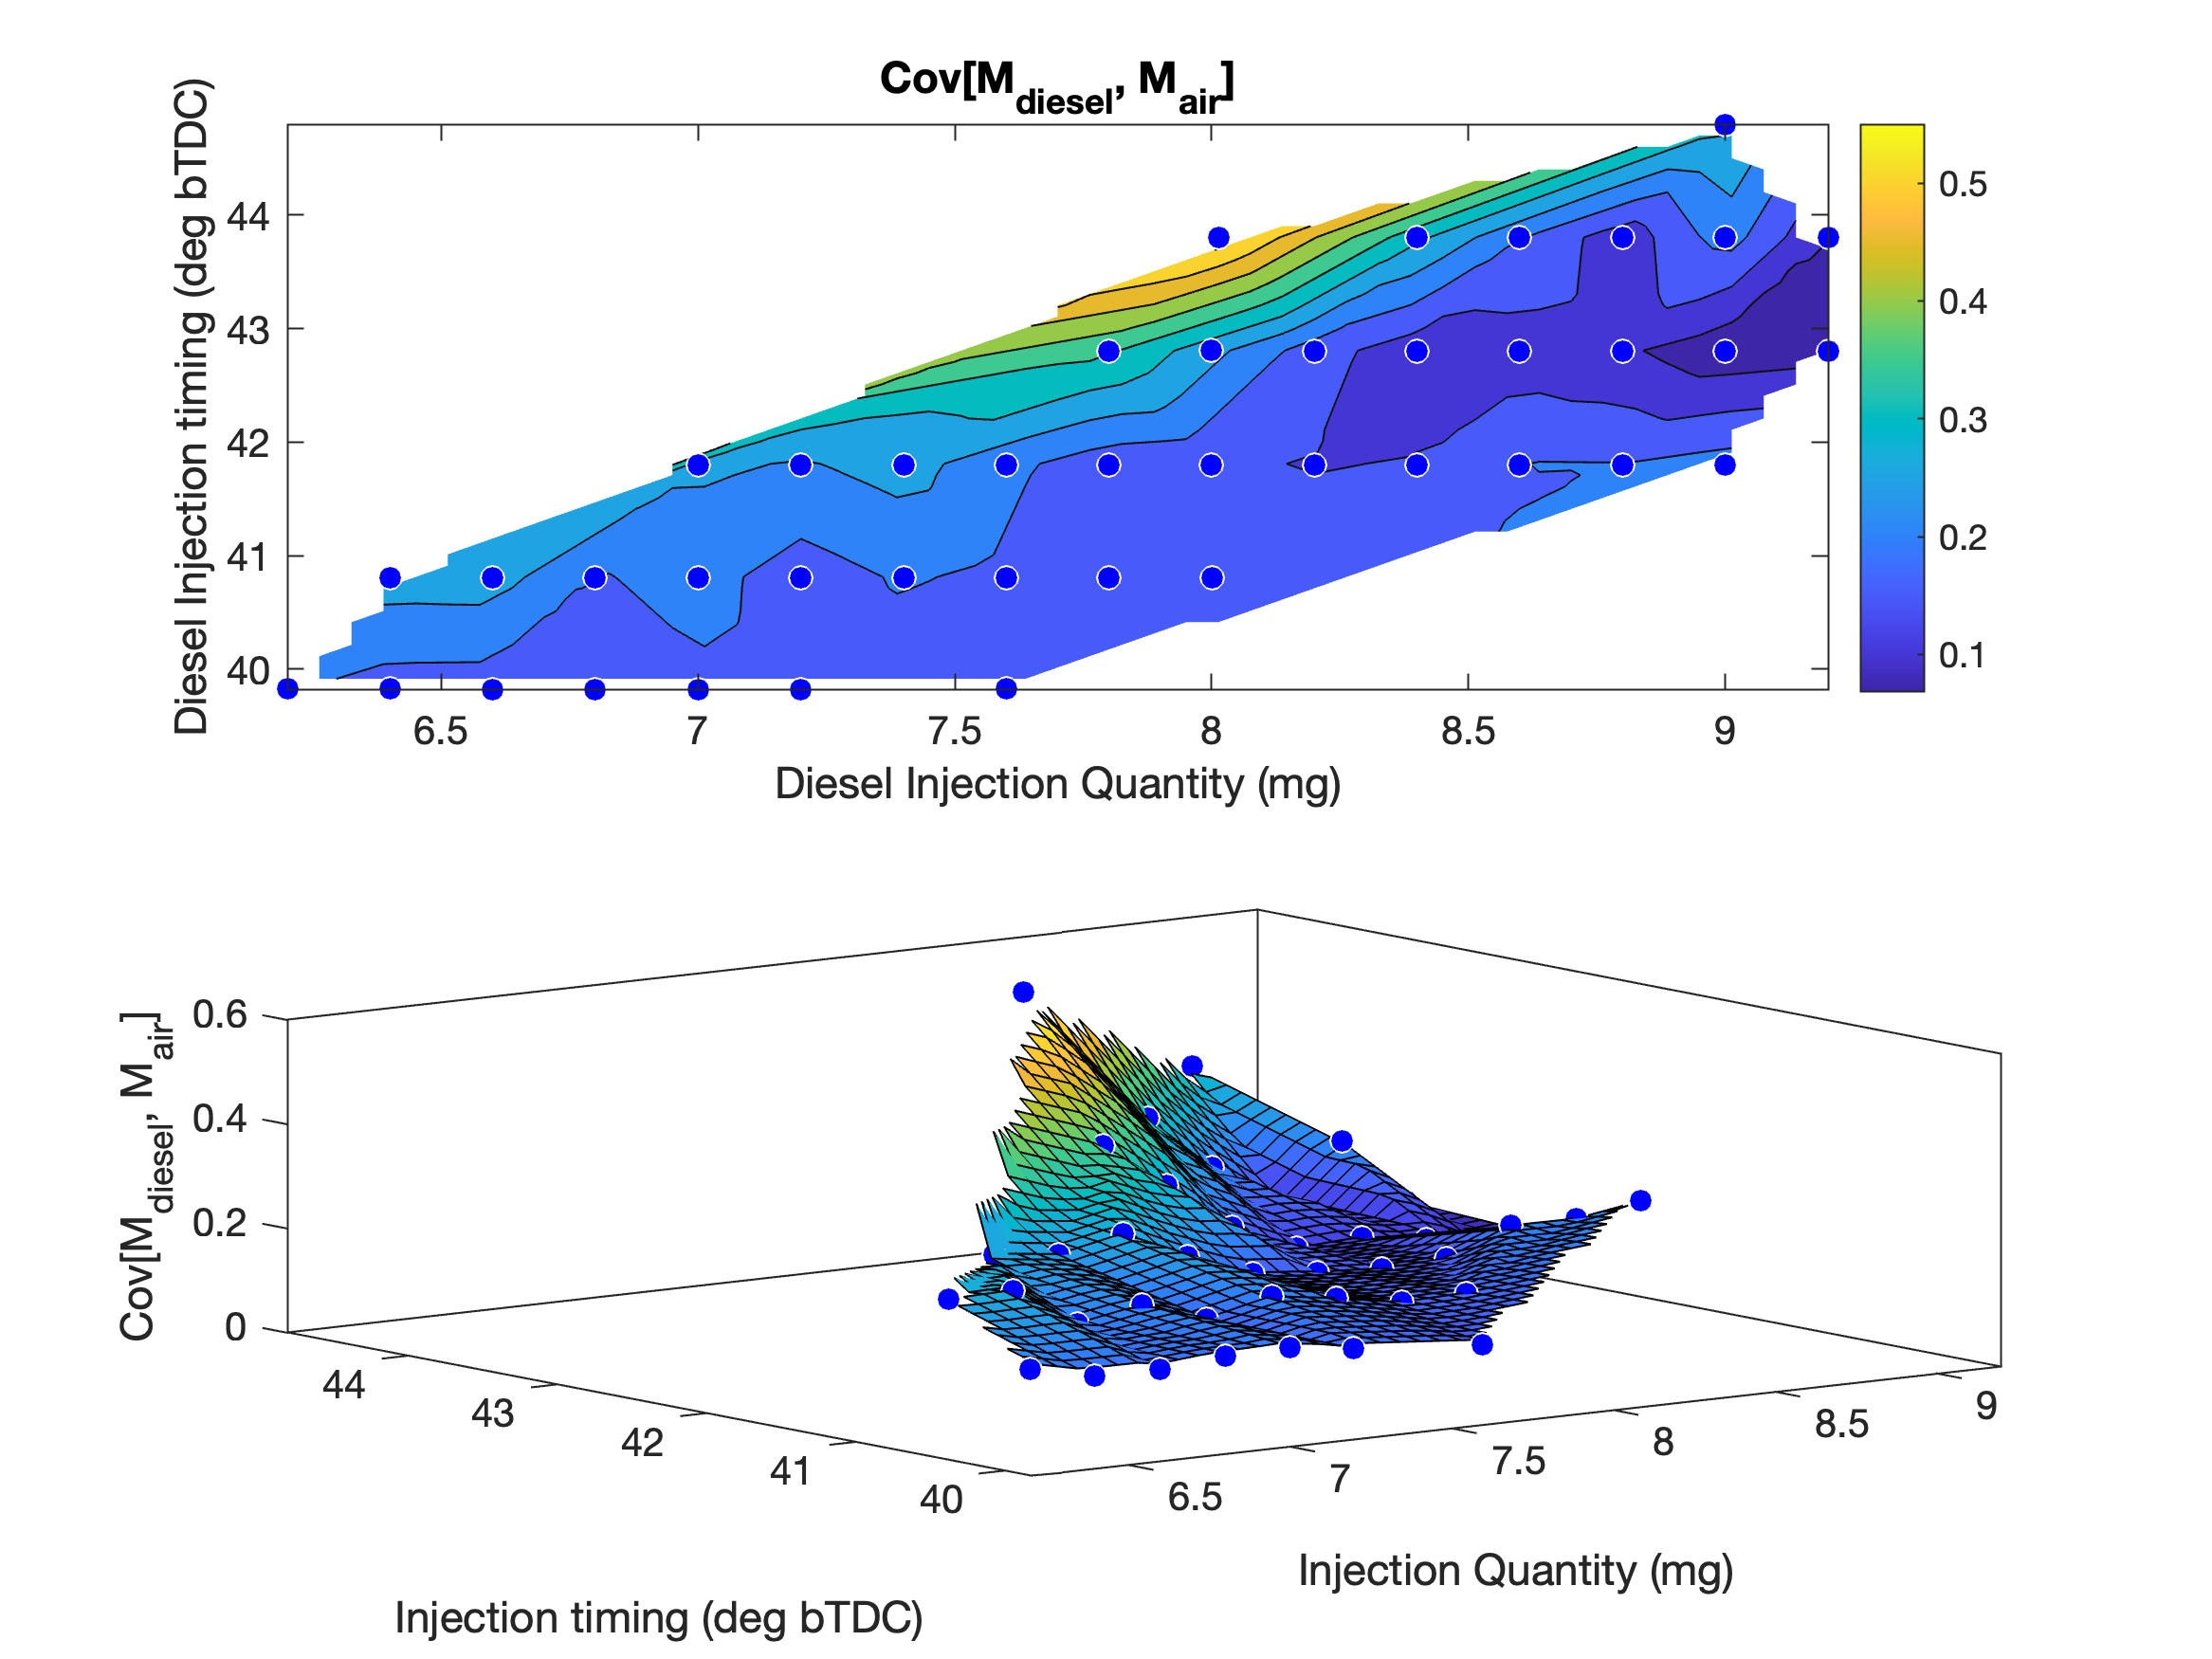 Cov[M_diesel, M_air]
Diesel Injection timing (deg bTDC)
44
43
42
41
40
6.5 7 7.5 8 8.5 9
Diesel Injection Quantity (mg)
0.5
0.4
0.3
0.2
0.1
Cov[M_diesel, M_air]
0.6
0.4
0.2
0
44 43 42 41 40
6.5 7 7.5 8 8.5 9
Injection Quantity (mg)
Injection timing (deg bTDC)